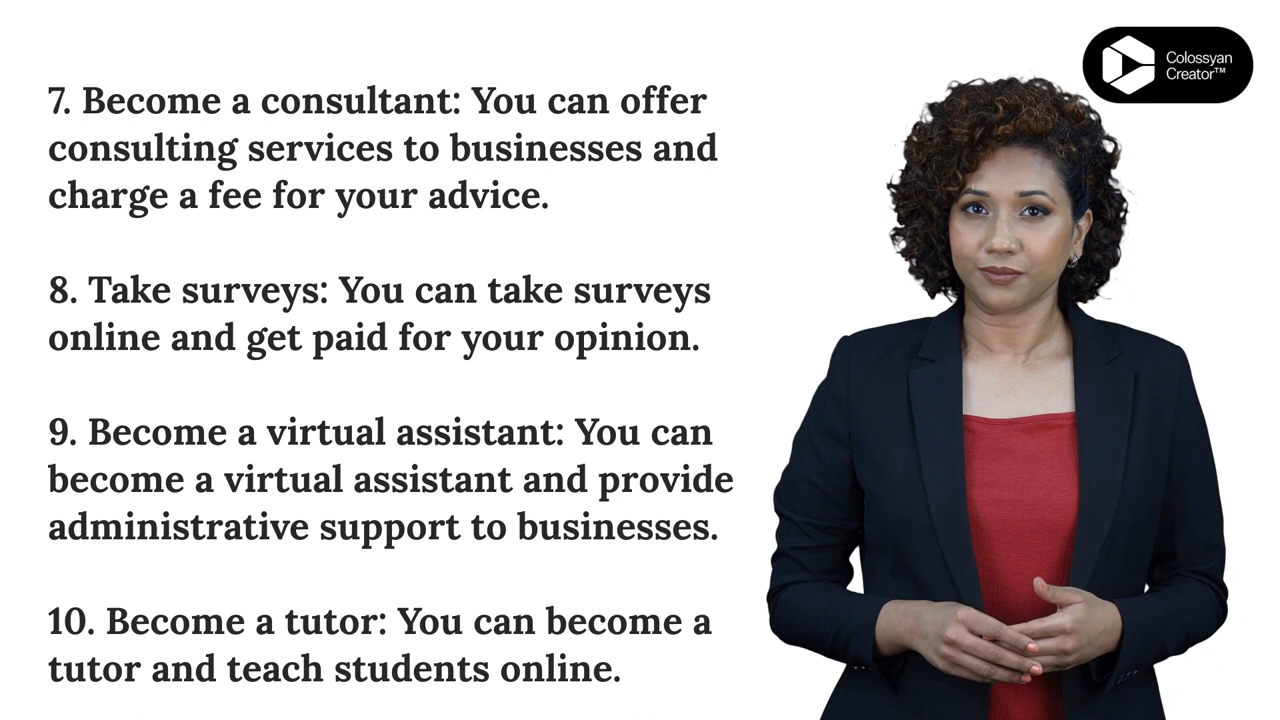 7. Become a consultant: You can offer
consulting services to businesses and
charge a fee for your advice.
8. Take surveys: You can take surveys
online and get paid for your opinion.
9. Become a virtual assistant: You can
become a virtual assistant and provide
administrative support to businesses.
10. Become a tutor: You can become a
tutor and teach students online.
Colossyan
Creator™